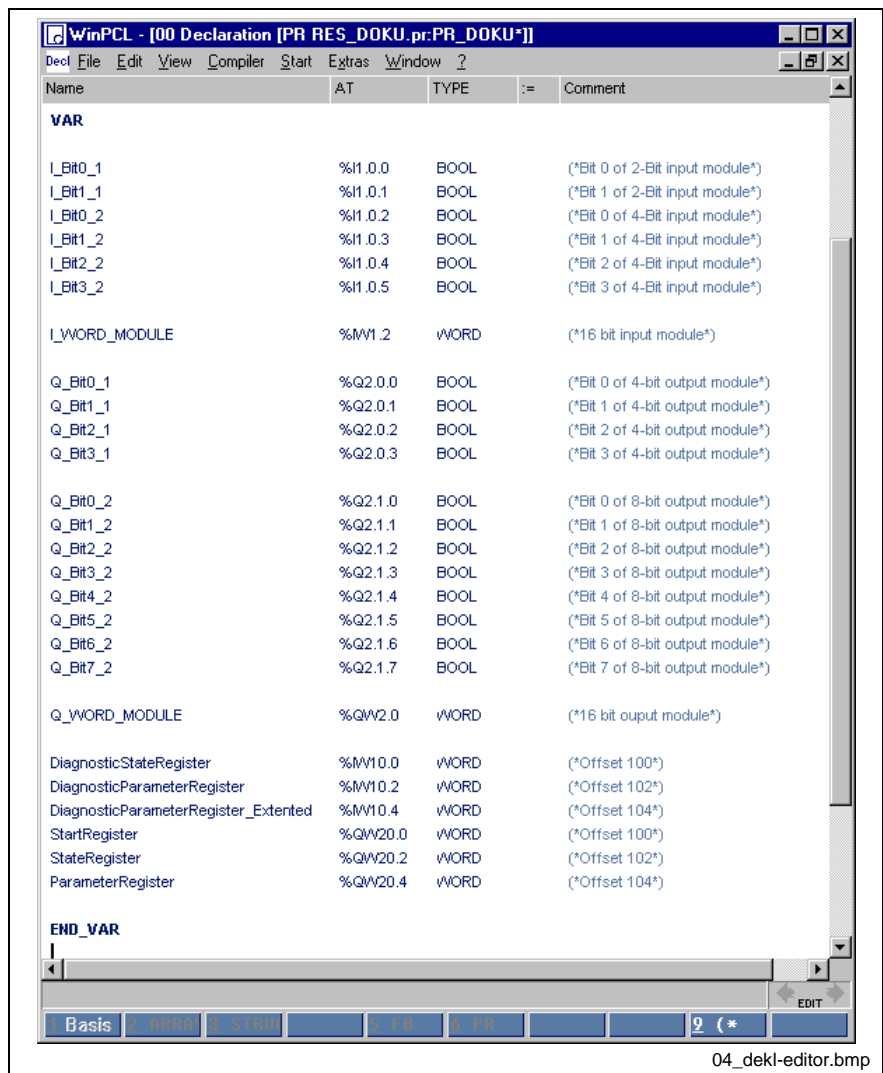 WinPCL - [00 Declaration [PR RES_DOKU.pr:PR_DOKU*]]
Decl File Edit View Compiler Start Extras Window ?
Name AT TYPE := Comment
VAR
I_Bit0_1 %I1.0.0 BOOL (*Bit 0 of 2-Bit input module*)
I_Bit1_1 %I1.0.1 BOOL (*Bit 1 of 2-Bit input module*)
I_Bit0_2 %I1.0.2 BOOL (*Bit 0 of 4-Bit input module*)
I_Bit1_2 %I1.0.3 BOOL (*Bit 1 of 4-Bit input module*)
I_Bit2_2 %I1.0.4 BOOL (*Bit 2 of 4-Bit input module*)
I_Bit3_2 %I1.0.5 BOOL (*Bit 3 of 4-Bit input module*)
I_WORD_MODULE %IW1.2 WORD (*16 bit input module*)
Q_Bit0_1 %Q2.0.0 BOOL (*Bit 0 of 4-bit output module*)
Q_Bit1_1 %Q2.0.1 BOOL (*Bit 1 of 4-bit output module*)
Q_Bit2_1 %Q2.0.2 BOOL (*Bit 2 of 4-bit output module*)
Q_Bit3_1 %Q2.0.3 BOOL (*Bit 3 of 4-bit output module*)
Q_Bit0_2 %Q2.1.0 BOOL (*Bit 0 of 8-bit output module*)
Q_Bit1_2 %Q2.1.1 BOOL (*Bit 1 of 8-bit output module*)
Q_Bit2_2 %Q2.1.2 BOOL (*Bit 2 of 8-bit output module*)
Q_Bit3_2 %Q2.1.3 BOOL (*Bit 3 of 8-bit output module*)
Q_Bit4_2 %Q2.1.4 BOOL (*Bit 4 of 8-bit output module*)
Q_Bit5_2 %Q2.1.5 BOOL (*Bit 5 of 8-bit output module*)
Q_Bit6_2 %Q2.1.6 BOOL (*Bit 6 of 8-bit output module*)
Q_Bit7_2 %Q2.1.7 BOOL (*Bit 7 of 8-bit output module*)
Q_WORD_MODULE %QW2.0 WORD (*16 bit ouput module*)
DiagnosticStateRegister %IW10.0 WORD (*Offset 100*)
DiagnosticParameterRegister %IW10.2 WORD (*Offset 102*)
DiagnosticParameterRegister_Extented %IW10.4 WORD (*Offset 104*)
StartRegister %QW20.0 WORD (*Offset 100*)
StateRegister %QW20.2 WORD (*Offset 102*)
ParameterRegister %QW20.4 WORD (*Offset 104*)
END_VAR
EDIT
1 Basis 2 ARRA 3 STRU 5 FB 6 PR 9 (*
04_dekl-editor.bmp